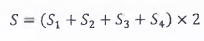 S = (S₁ + S₂ + S₃ + S₄) × 2